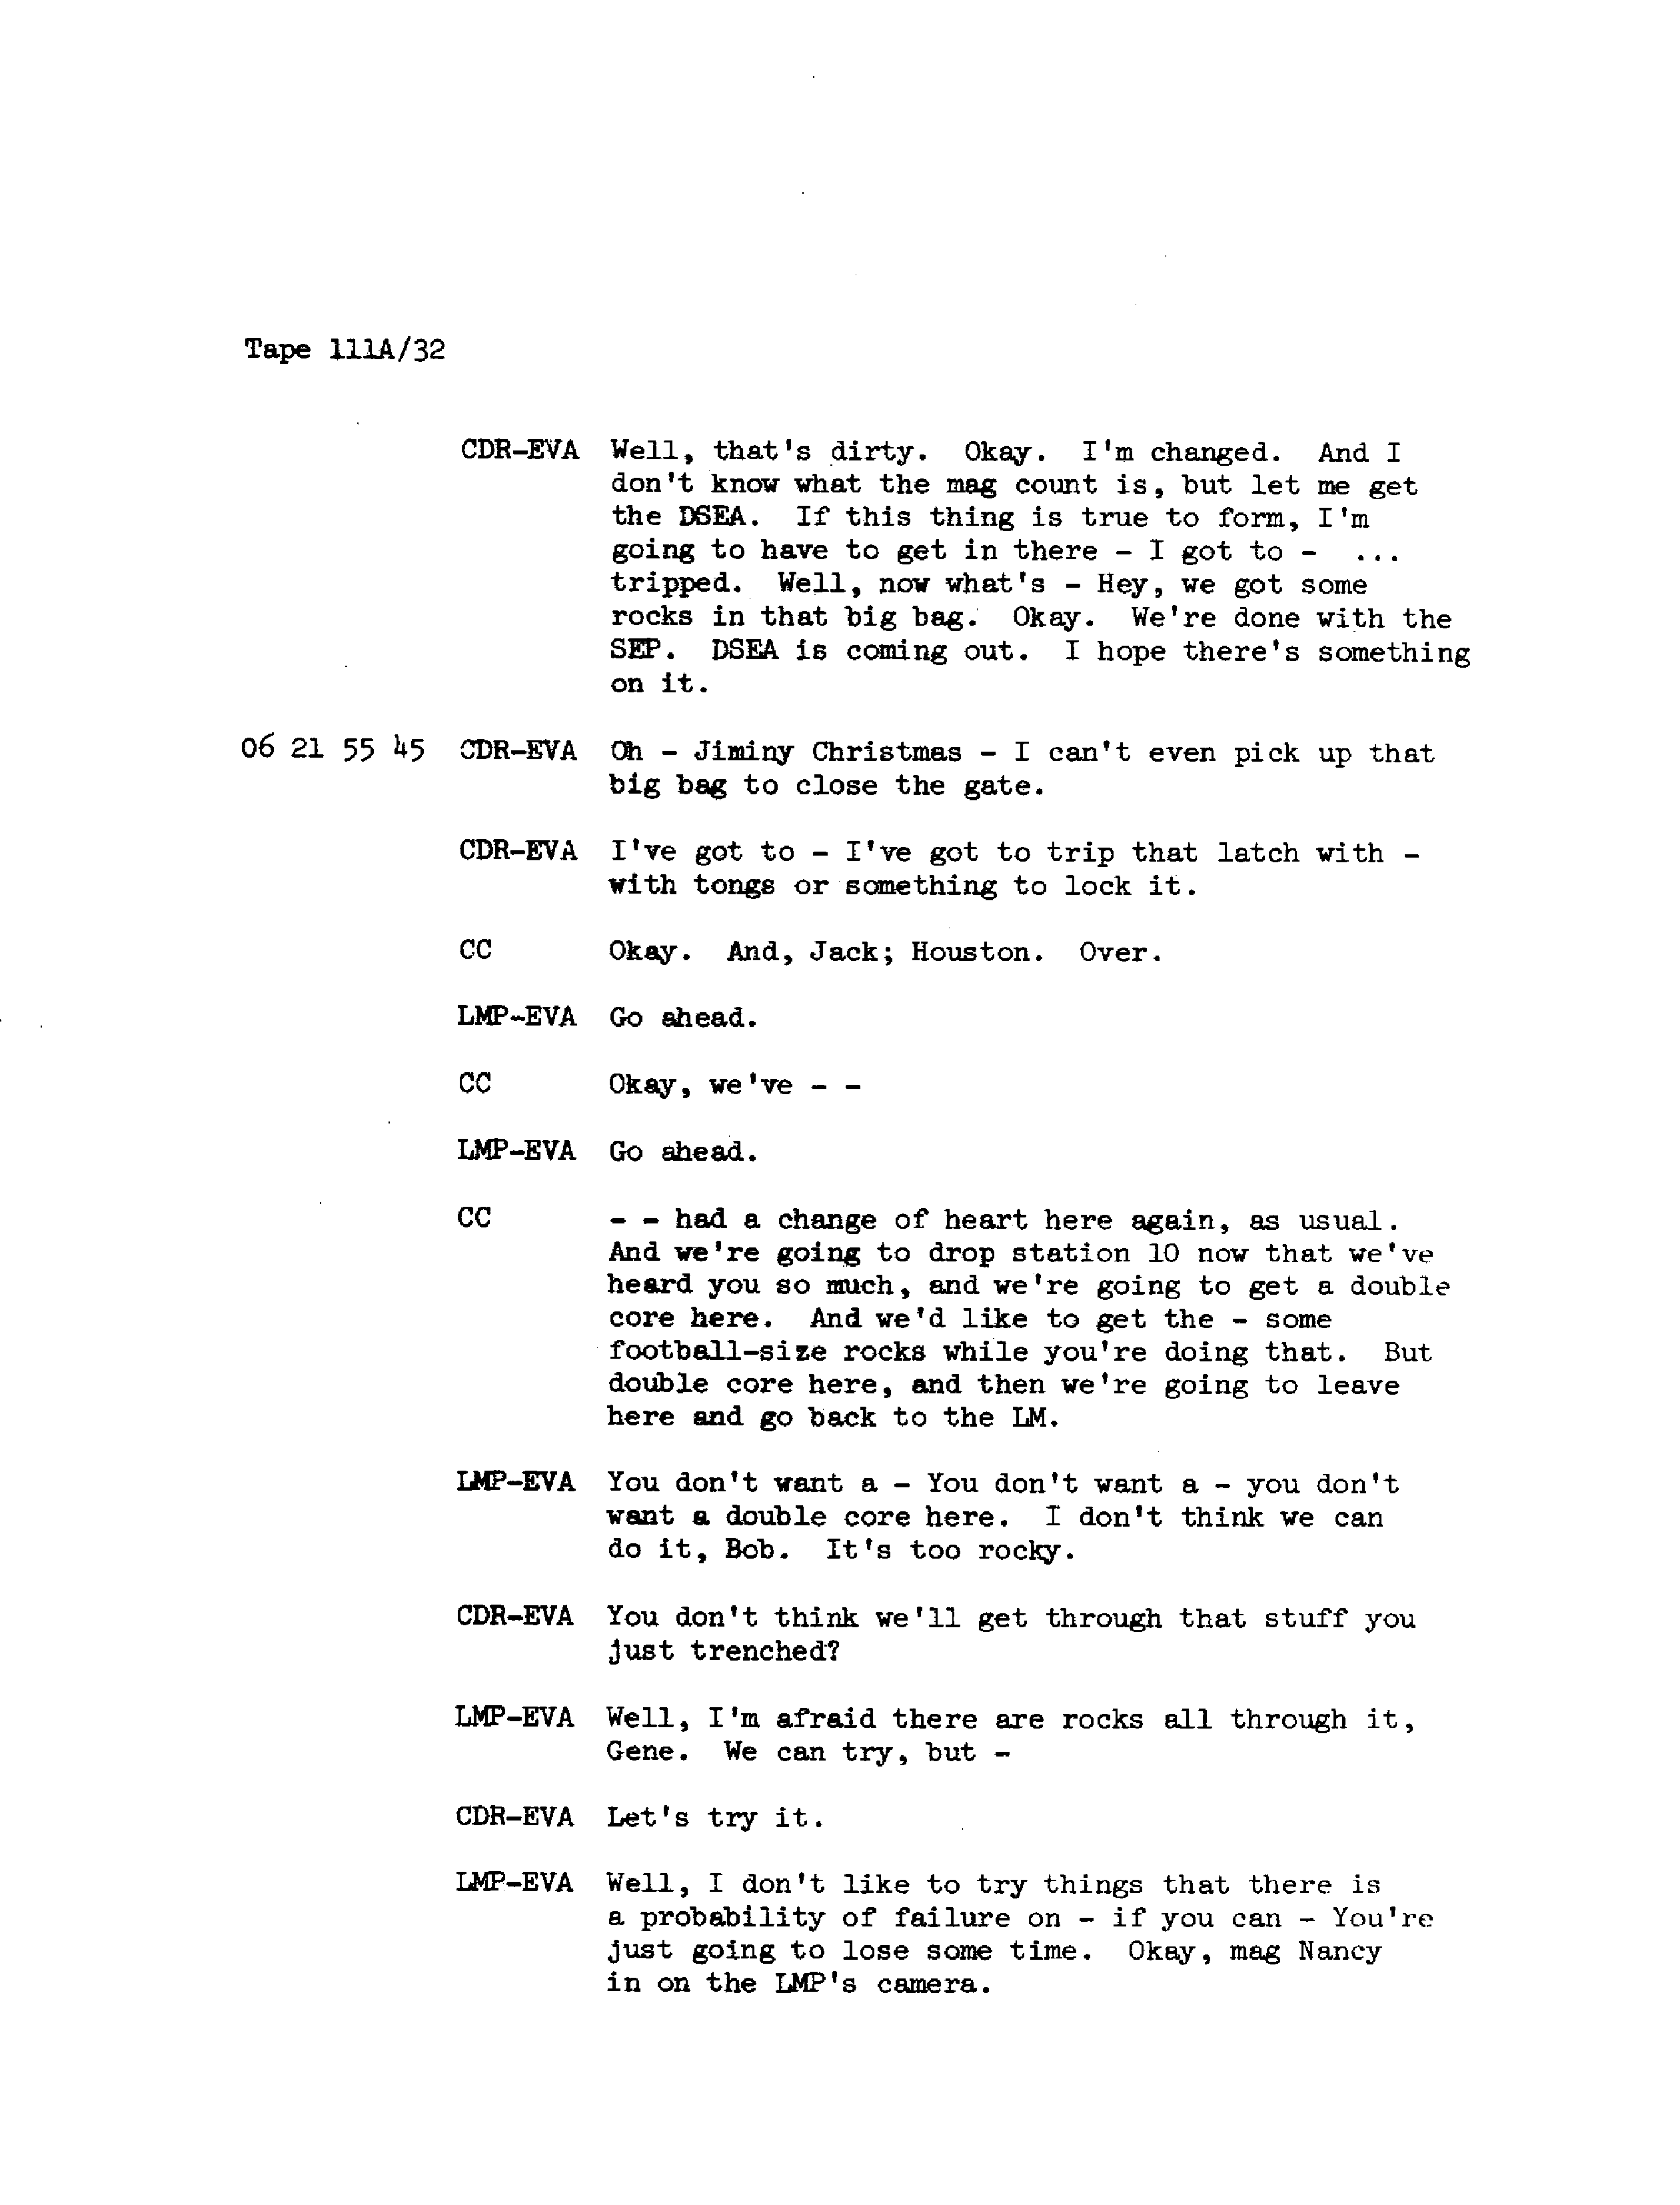 Tape 111A/32
CDR-EVA Well, that's dirty. Okay. I'm changed. And I
don't know what the mag count is, but let me get
the DSEA. If this thing is true to form, I'm
going to have to get in there - I got to - ...
tripped. Well, now what's - Hey, we got some
rocks in that big bag. Okay. We're done with the
SEP. DSEA is coming out. I hope there's something
on it.
06 21 55 45 CDR-EVA Oh - Jiminy Christmas - I can't even pick up that
big bag to close the gate.
CDR-EVA I've got to - I've got to trip that latch with -
with tongs or something to lock it.
CC Okay. And, Jack; Houston. Over.
LMP-EVA Go ahead.
CC Okay, we've - -
LMP-EVA Go ahead.
CC - - had a change of heart here again, as usual.
And we're going to drop station 10 now that we've
heard you so much, and we're going to get a double
core here. And we'd like to get the - some
football-size rocks while you're doing that. But
double core here, and then we're going to leave
here and go back to the LM.
LMP-EVA You don't want a - You don't want a - you don't
want a double core here. I don't think we can
do it, Bob. It's too rocky.
CDR-EVA You don't think we'll get through that stuff you
just trenched?
LMP-EVA Well, I'm afraid there are rocks all through it,
Gene. We can try, but -
CDR-EVA Let's try it.
LMP-EVA Well, I don't like to try things that there is
a probability of failure on - if you can - You're
just going to lose some time. Okay, mag Nancy
in on the LMP's camera.